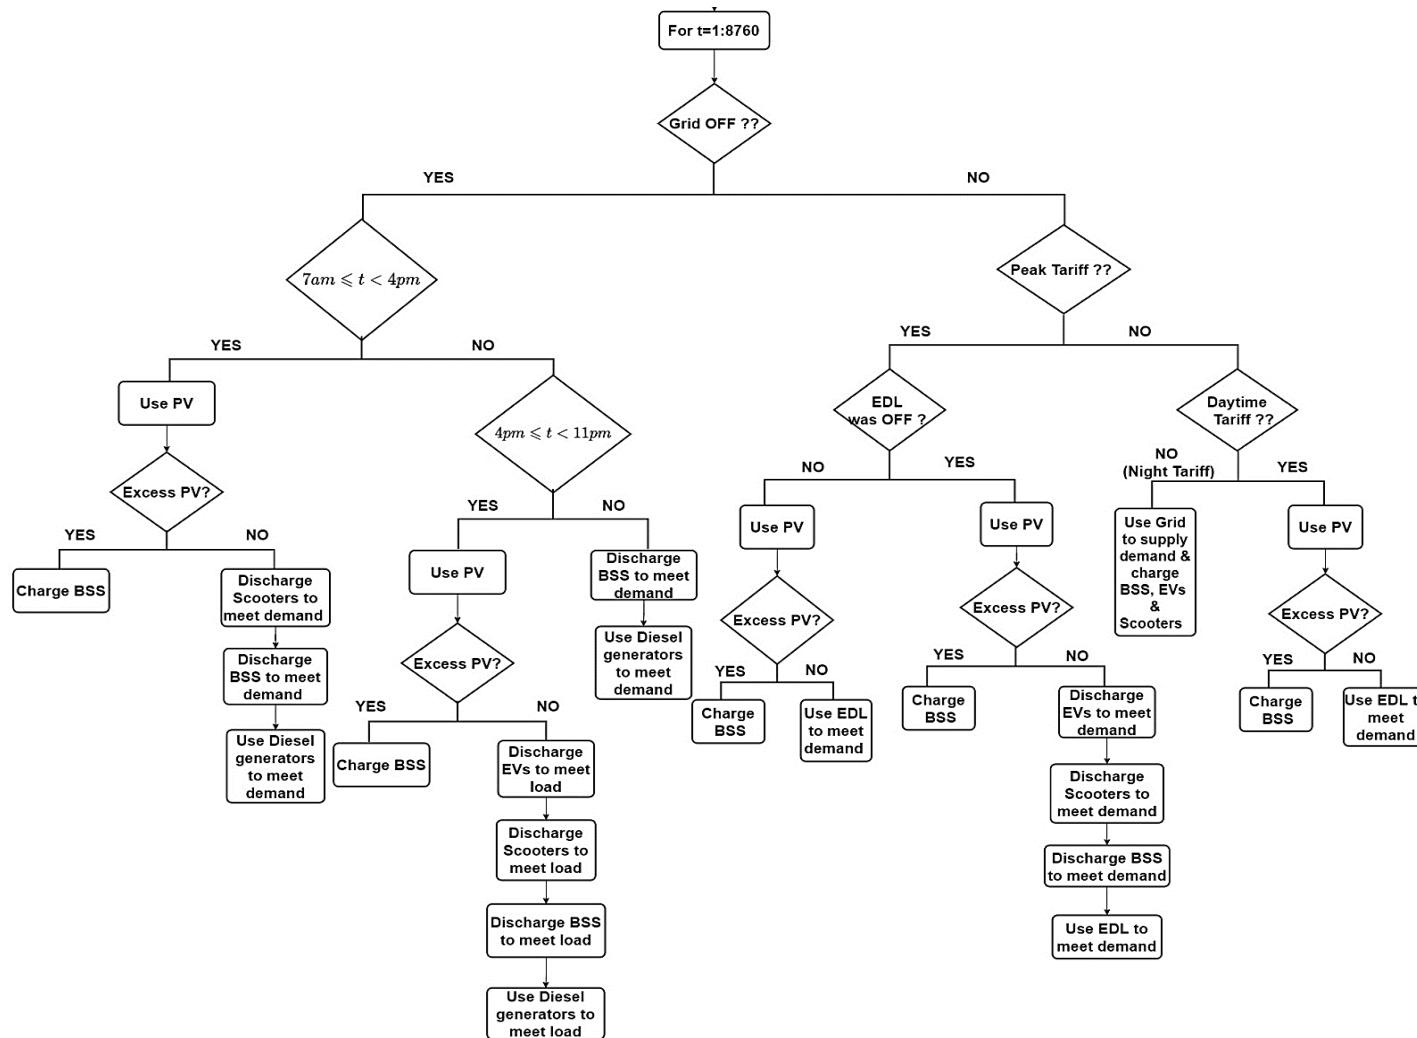 For t=1:8760
Grid OFF ??
YES
NO
7am ⩽ t < 4pm
Peak Tariff ??
YES
NO
YES
NO
Use PV
4pm ⩽ t < 11pm
EDL
was OFF ?
Daytime
Tariff ??
Excess PV?
YES
NO
NO
YES
NO
(Night Tariff)
YES
YES
NO
Use PV
Discharge
BSS to meet
demand
Use PV
Use PV
Use Grid
to supply
demand &
charge
BSS, EVs
&
Scooters
Use PV
Charge BSS
Discharge
Scooters to
meet demand
Excess PV?
Use Diesel
generators
to meet
demand
Excess PV?
Excess PV?
Excess PV?
Discharge
BSS to meet
demand
YES
NO
YES
NO
YES
NO
YES
NO
Use Diesel
generators
to meet
demand
Charge BSS
Discharge
EVs to meet
load
Charge
BSS
Use EDL
to meet
demand
Charge
BSS
Discharge
EVs to meet
demand
Charge
BSS
Use EDL t
meet
demand
Discharge
Scooters to
meet load
Discharge
Scooters to
meet demand
Discharge BSS
to meet load
Discharge BSS
to meet demand
Use Diesel
generators to
meet load
Use EDL to
meet demand